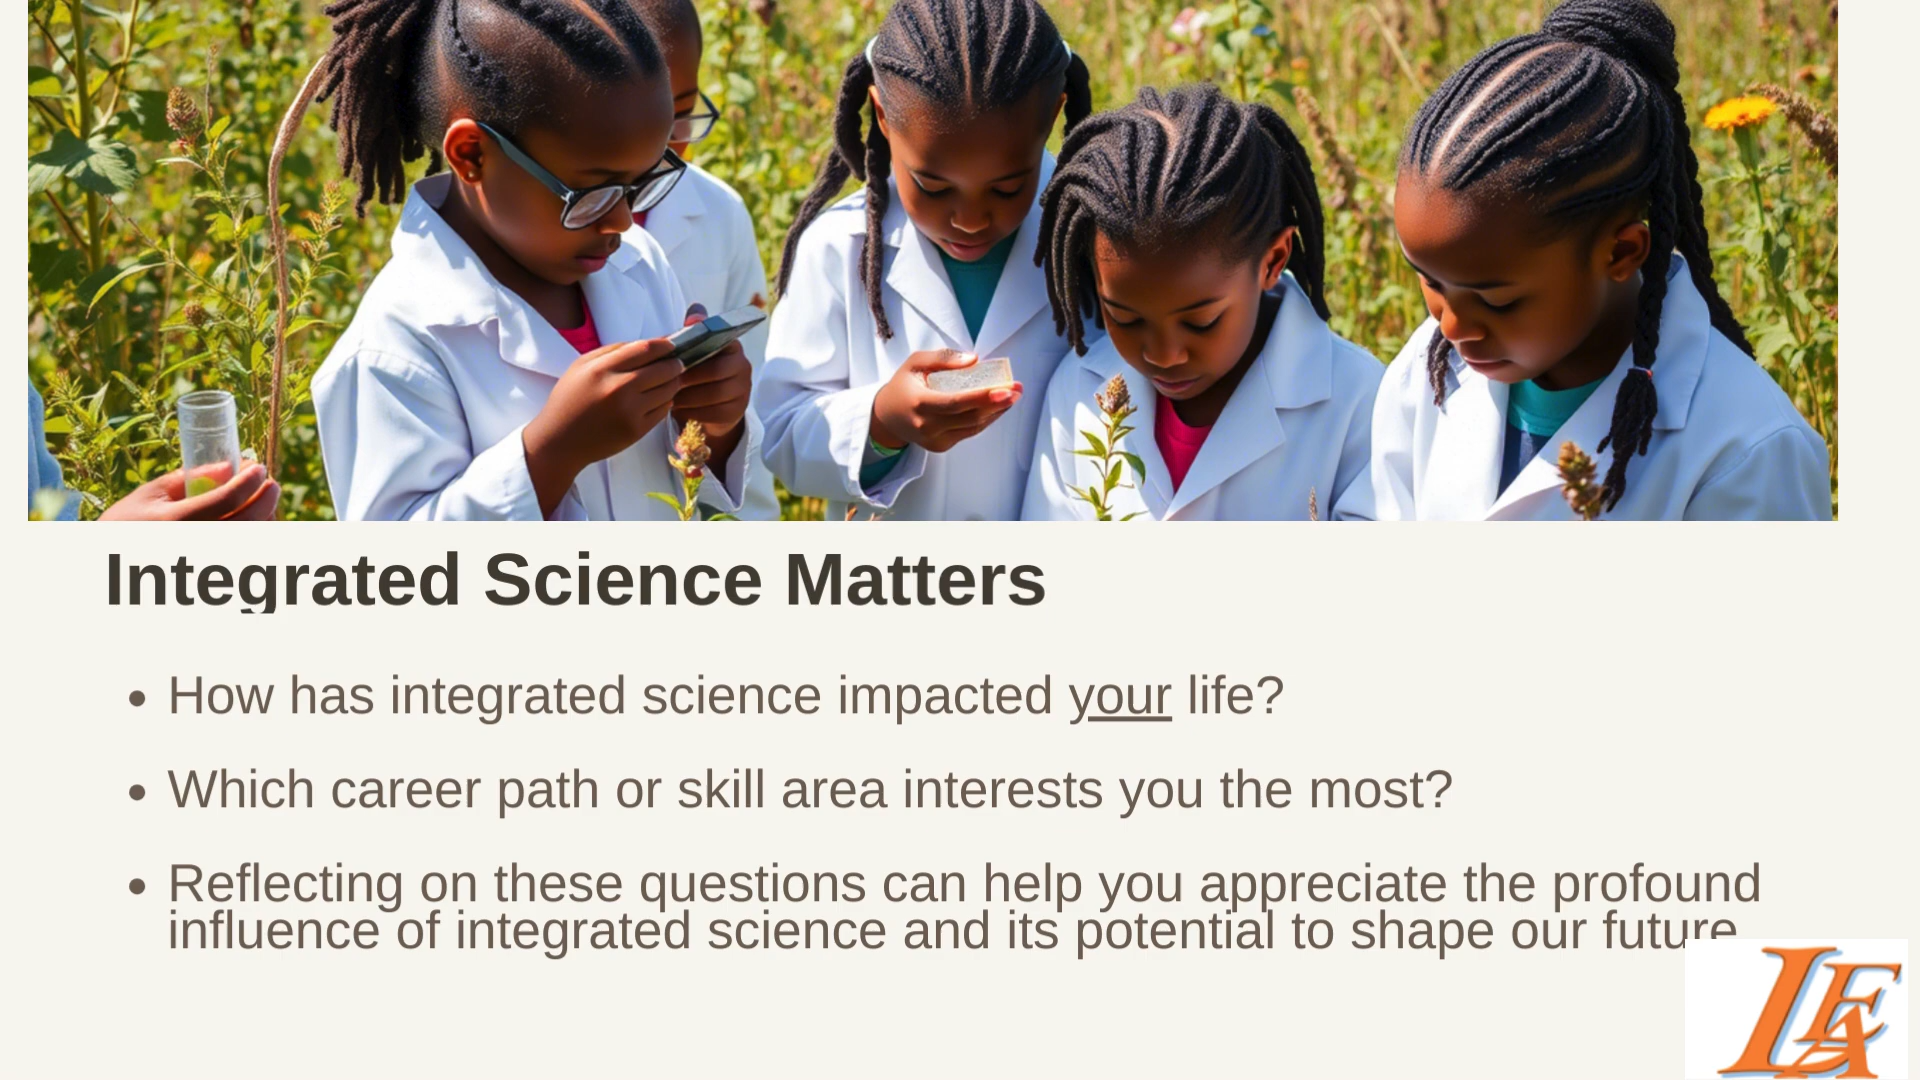 Integrated Science Matters
• How has integrated science impacted your life?
• Which career path or skill area interests you the most?
• Reflecting on these questions can help you appreciate the profound
influence of integrated science and its potential to shape our future
LEA